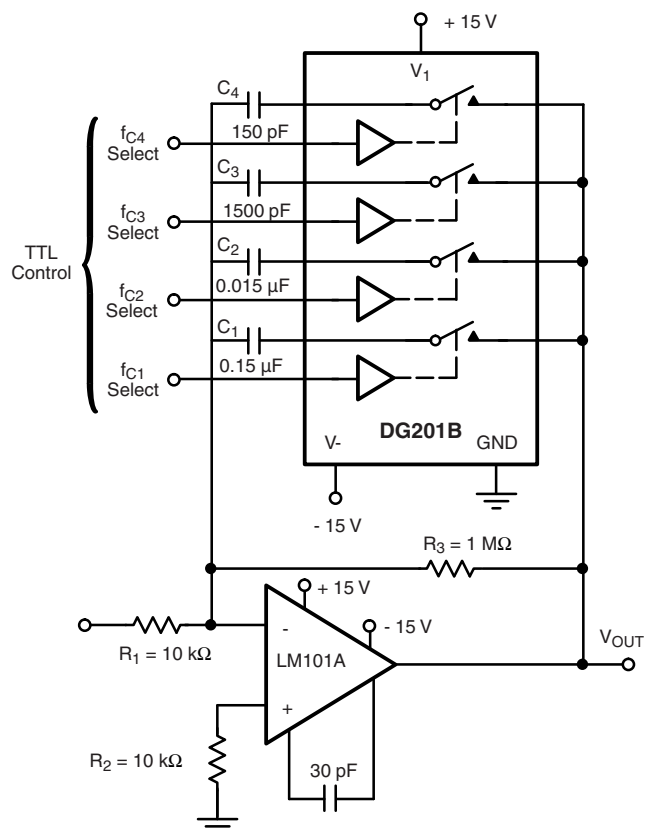 + 15 V
V1
C4
150 pF
fC4
Select
C3
1500 pF
fC3
Select
TTL
Control
C2
0.015 µF
fC2
Select
C1
0.15 µF
fC1
Select
DG201B
V-
GND
- 15 V
R3 = 1 MΩ
+ 15 V
- 15 V
-
LM101A
+
R1 = 10 kΩ
VOUT
R2 = 10 kΩ
30 pF